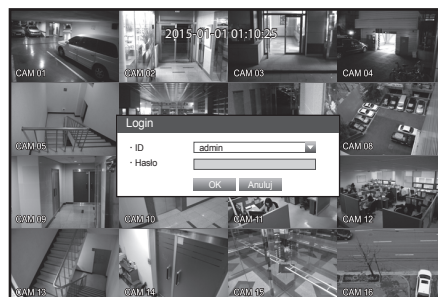 2015-01-01 01:10:25
CAM 01
CAM 02
CAM 03
CAM 04
CAM 05
CAM 08
Login
· ID
admin
· Hasło
OK
Anuluj
CAM 09
CAM 10
CAM 11
CAM 12
CAM 13
CAM 14
CAM 15
CAM 16